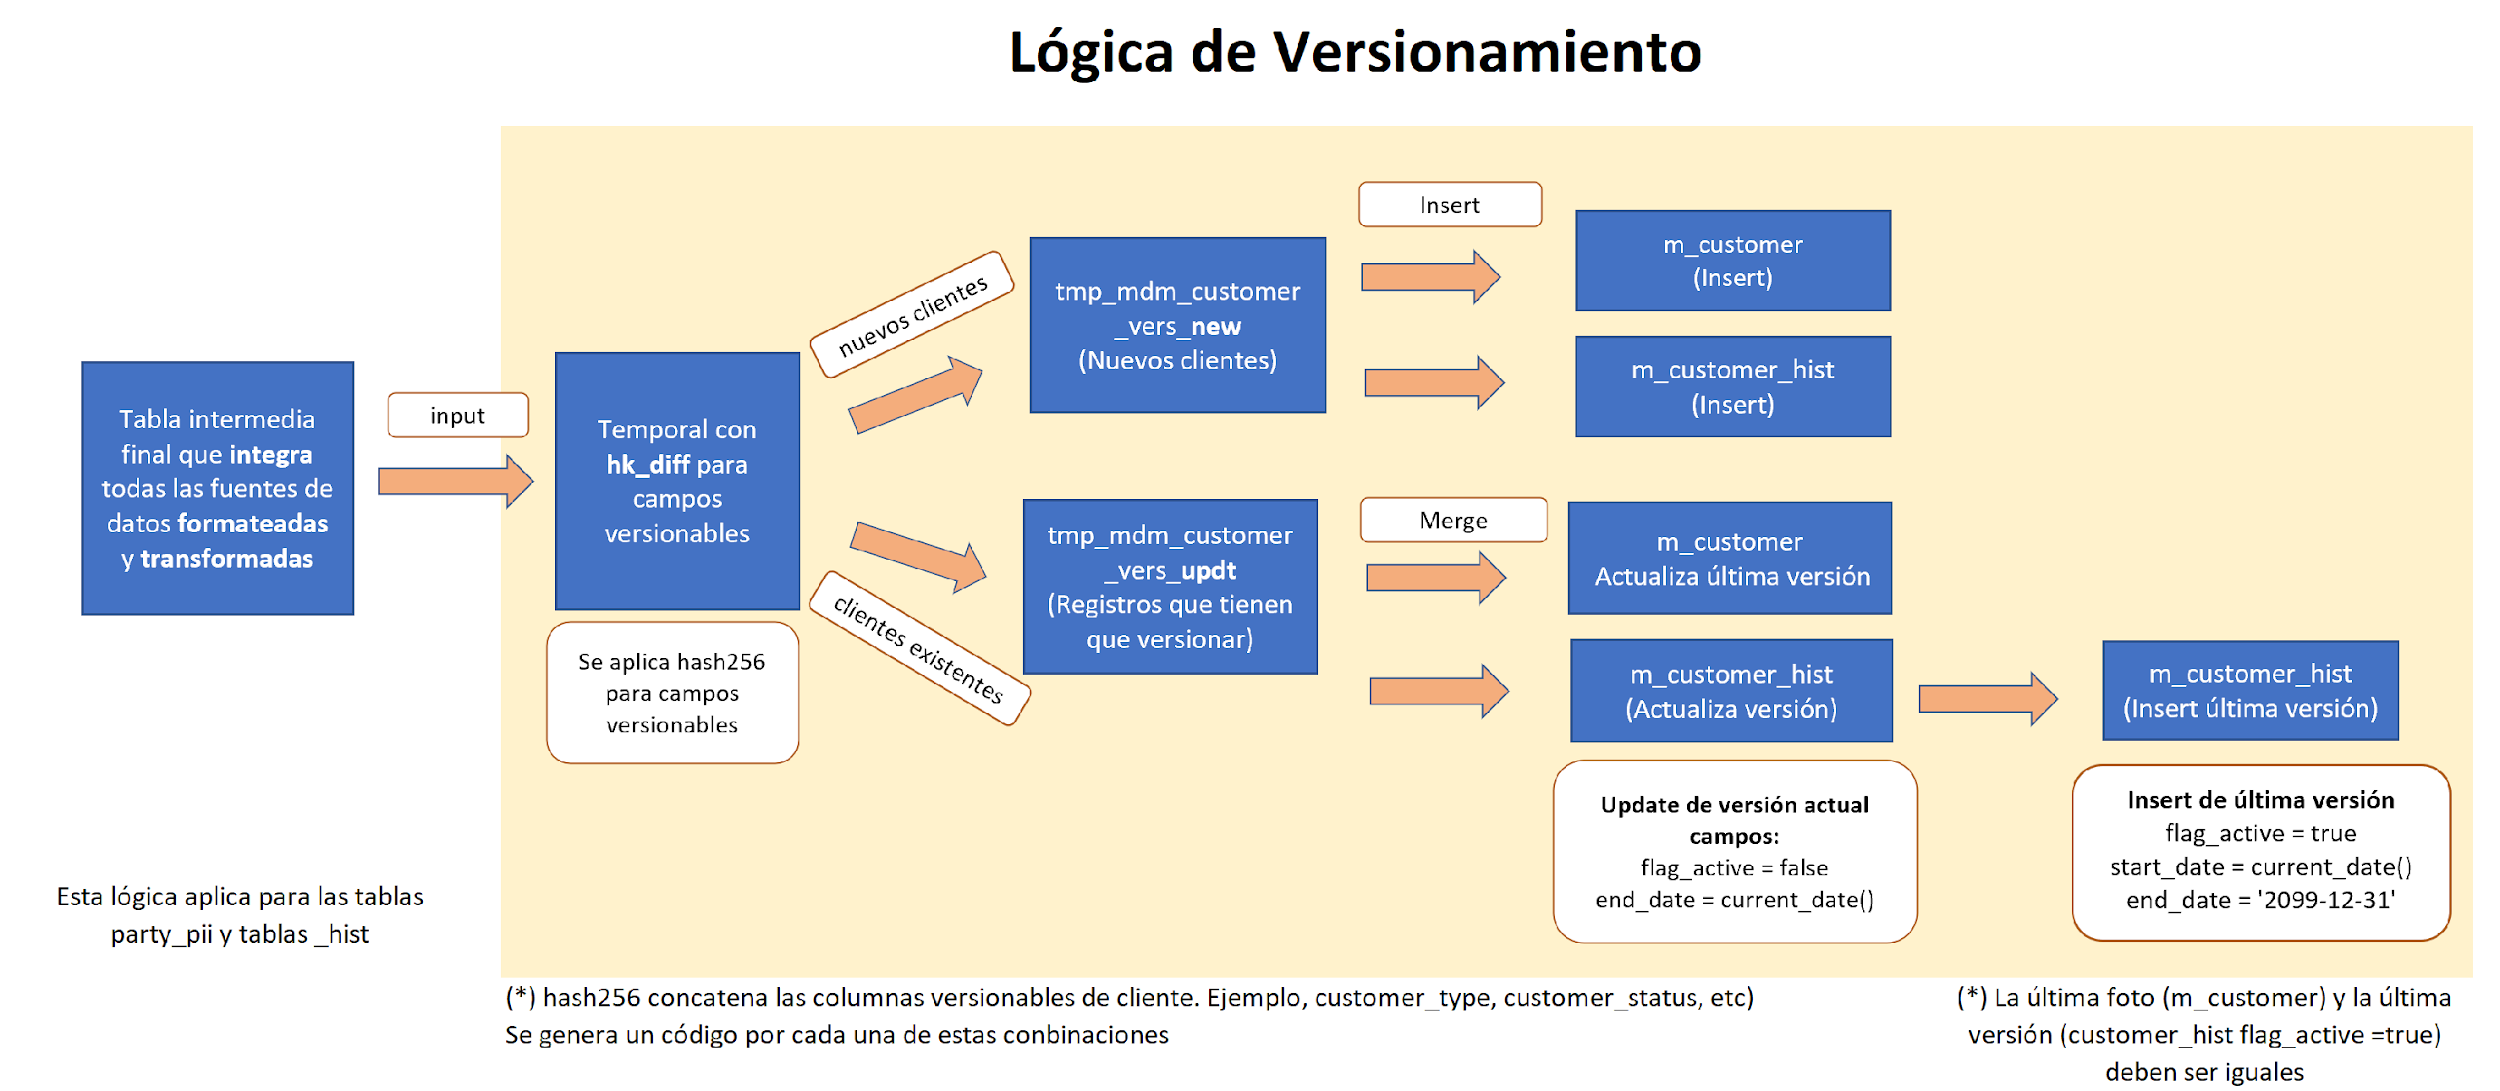 Lógica de Versionamiento
Tabla intermedia
final que integra
todas las fuentes de
datos formateadas
y transformadas
input
Temporal con
hk_diff para
campos
versionables
Se aplica hash256
para campos
versionables
nuevos clientes
clientes existentes
tmp_mdm_customer
_vers_new
(Nuevos clientes)
Insert
m_customer
(Insert)
m_customer_hist
(Insert)
tmp_mdm_customer
_vers_updt
(Registros que tienen
que versionar)
Merge
m_customer
Actualiza última versión
m_customer_hist
(Actualiza versión)
m_customer_hist
(Insert última versión)
Update de versión actual
campos:
flag_active = false
end_date = current_date()
Insert de última versión
flag_active = true
start_date = current_date()
end_date = '2099-12-31'
Esta lógica aplica para las tablas
party_pii y tablas _hist
(*) hash256 concatena las columnas versionables de cliente. Ejemplo, customer_type, customer_status, etc)
Se genera un código por cada una de estas conbinaciones
(*) La última foto (m_customer) y la última
versión (customer_hist flag_active =true)
deben ser iguales